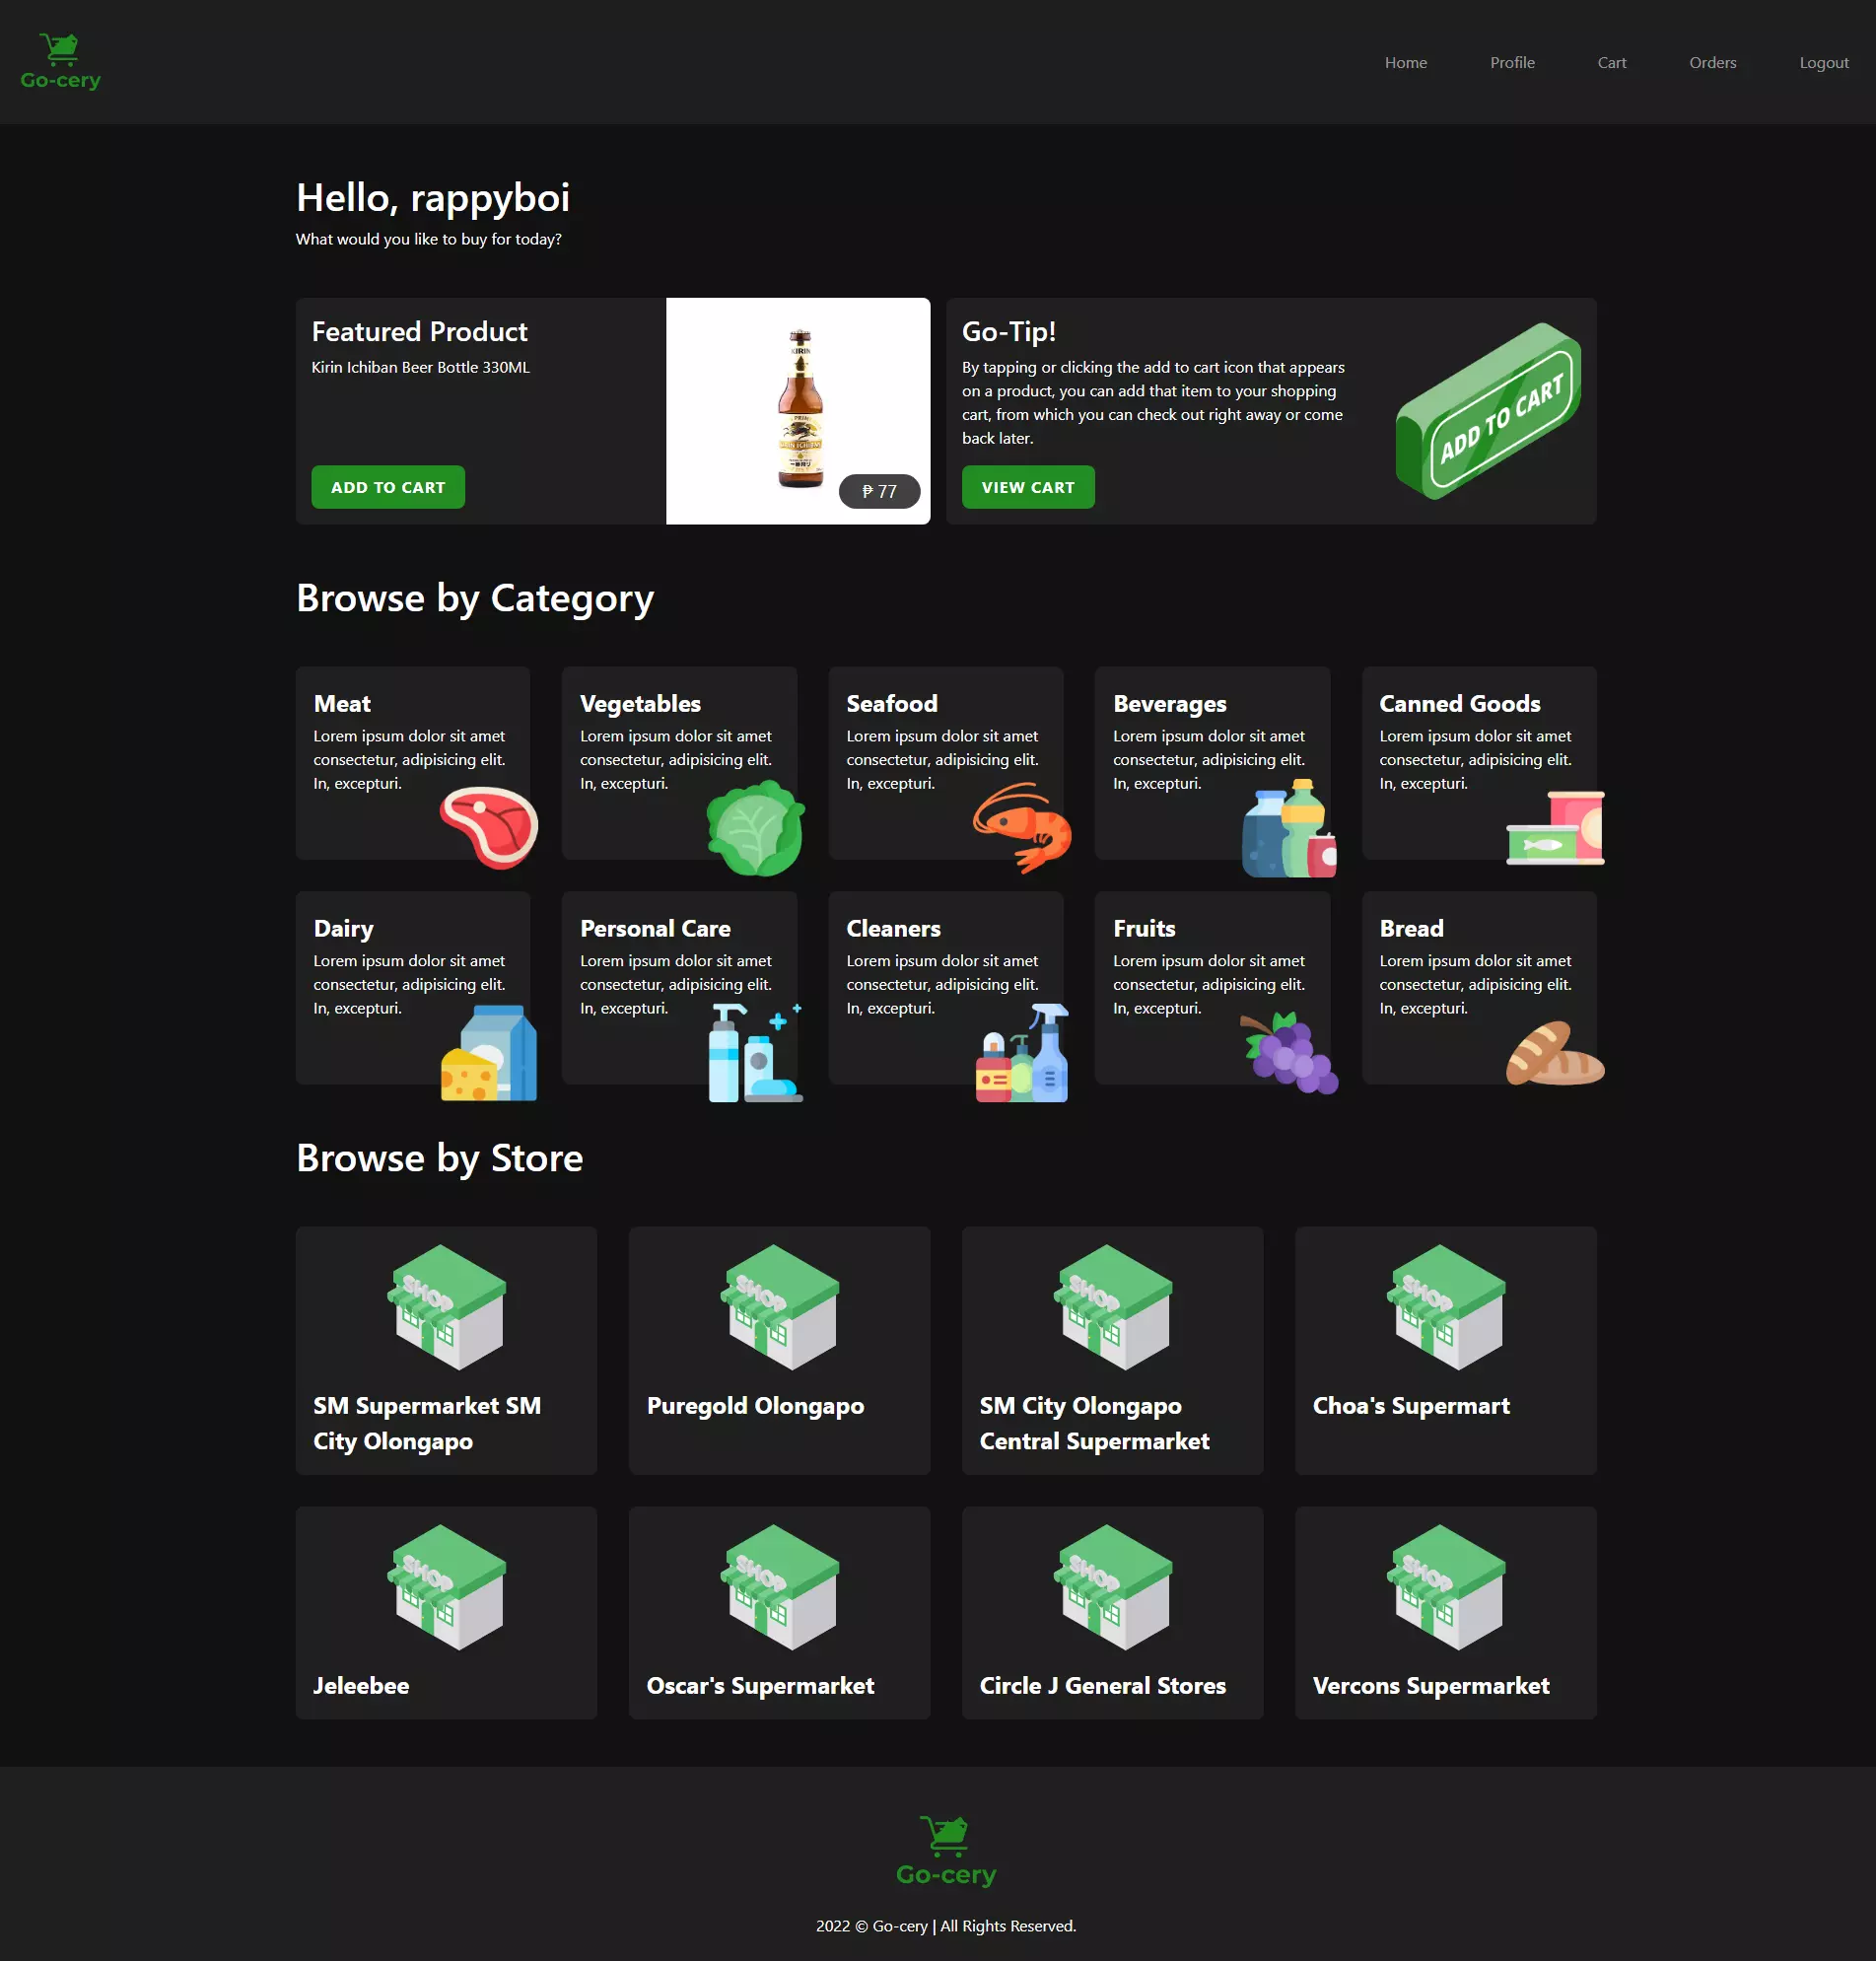 Go-cery
Home
Profile
Cart
Orders
Logout
Hello, rappyboi
What would you like to buy for today?
Featured Product
Kirin Ichiban Beer Bottle 330ML
ADD TO CART
KIRIN
₱ 77
Go-Tip!
By tapping or clicking the add to cart icon that appears
on a product, you can add that item to your shopping
cart, from which you can check out right away or come
back later.
VIEW CART
ADD TO CART
Browse by Category
Meat
Lorem ipsum dolor sit amet
consectetur, adipisicing elit.
In, excepturi.
Vegetables
Lorem ipsum dolor sit amet
consectetur, adipisicing elit.
In, excepturi.
Seafood
Lorem ipsum dolor sit amet
consectetur, adipisicing elit.
In, excepturi.
Beverages
Lorem ipsum dolor sit amet
consectetur, adipisicing elit.
In, excepturi.
Canned Goods
Lorem ipsum dolor sit amet
consectetur, adipisicing elit.
In, excepturi.
Dairy
Lorem ipsum dolor sit amet
consectetur, adipisicing elit.
In, excepturi.
Personal Care
Lorem ipsum dolor sit amet
consectetur, adipisicing elit.
In, excepturi.
Cleaners
Lorem ipsum dolor sit amet
consectetur, adipisicing elit.
In, excepturi.
Fruits
Lorem ipsum dolor sit amet
consectetur, adipisicing elit.
In, excepturi.
Bread
Lorem ipsum dolor sit amet
consectetur, adipisicing elit.
In, excepturi.
Browse by Store
SHOP
SM Supermarket SM
City Olongapo
SHOP
Puregold Olongapo
SHOP
SM City Olongapo
Central Supermarket
SHOP
Choa's Supermart
SHOP
Jeleebee
SHOP
Oscar's Supermarket
SHOP
Circle J General Stores
SHOP
Vercons Supermarket
Go-cery
2022 © Go-cery | All Rights Reserved.